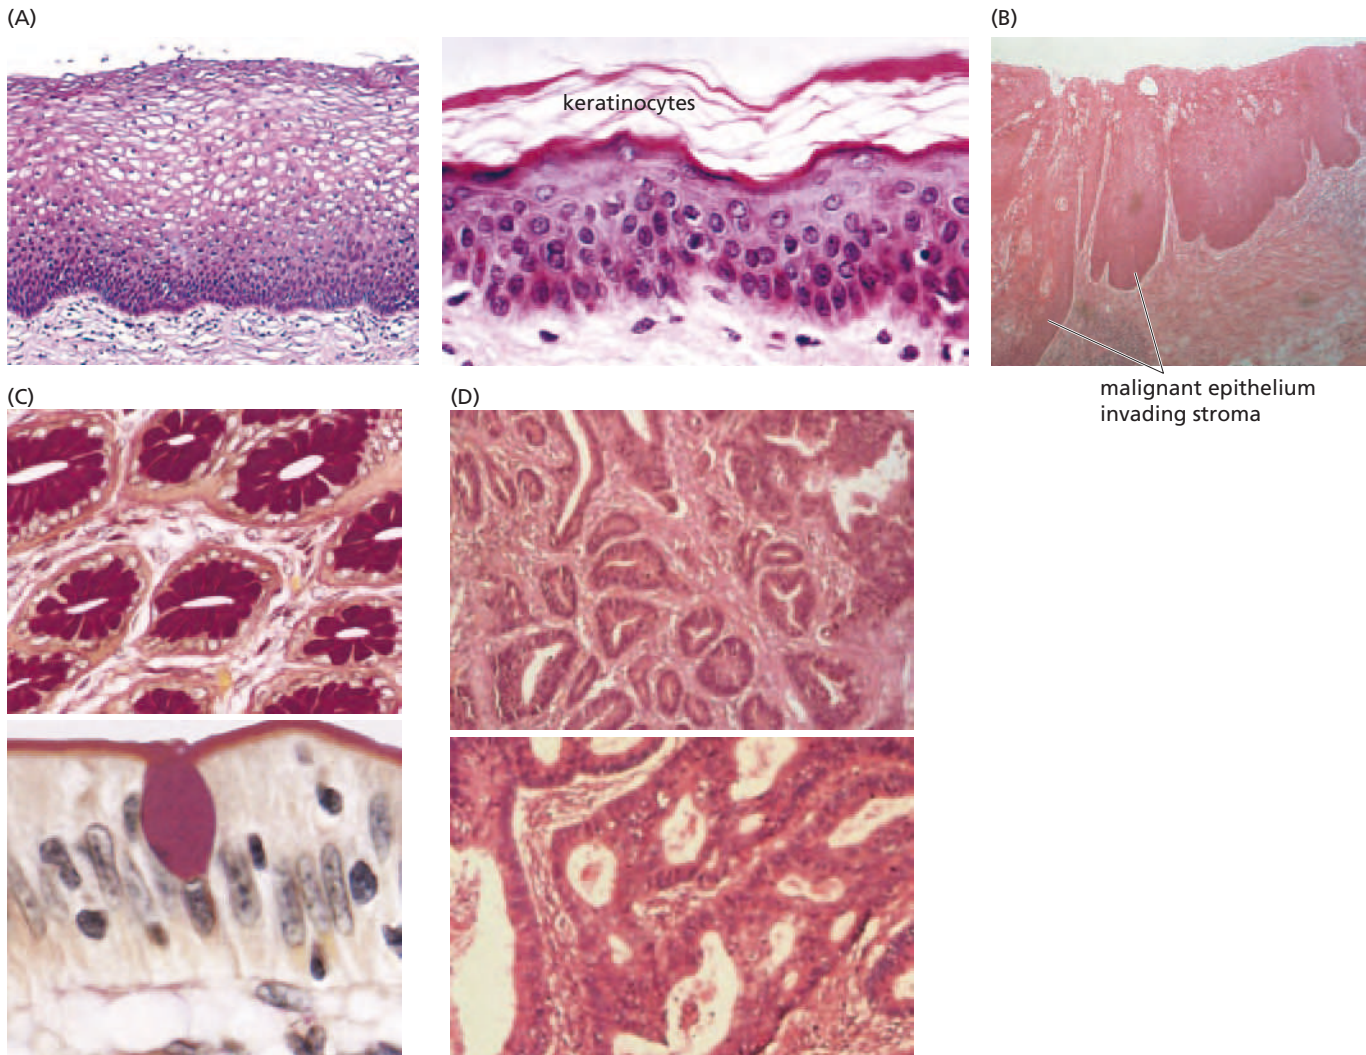 (A)
(B)
keratinocytes
malignant epithelium
invading stroma
(C)
(D)